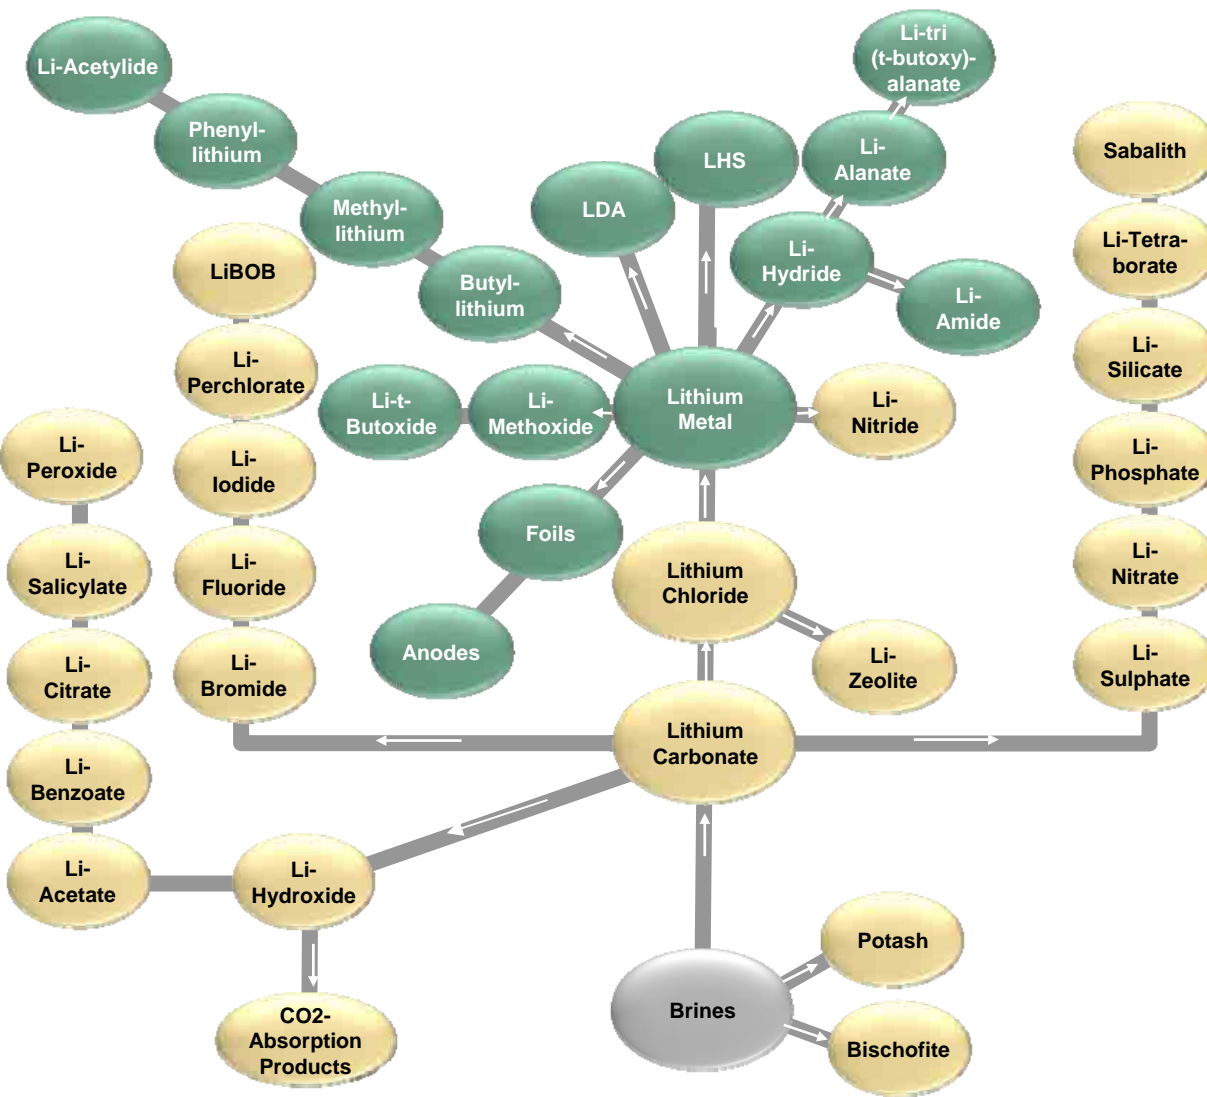 Li-Acetylide
Phenyl-
lithium
Methyl-
lithium
Butyl-
lithium
LDA
LHS
Li-tri
(t-butoxy)-
alanate
Li-
Alanate
Li-
Hydride
Li-
Amide
Sabalith
Li-Tetra-
borate
Li-
Silicate
Li-
Phosphate
Li-
Nitrate
Li-
Sulphate
LiBOB
Li-
Perchlorate
Li-
Iodide
Li-
Fluoride
Li-
Bromide
Li-
Peroxide
Li-
Salicylate
Li-
Citrate
Li-
Benzoate
Li-
Acetate
Li-
Hydroxide
CO2-
Absorption
Products
Li-t-
Butoxide
Li-
Methoxide
Lithium
Metal
Li-
Nitride
Foils
Anodes
Lithium
Chloride
Li-
Zeolite
Lithium
Carbonate
Brines
Potash
Bischofite